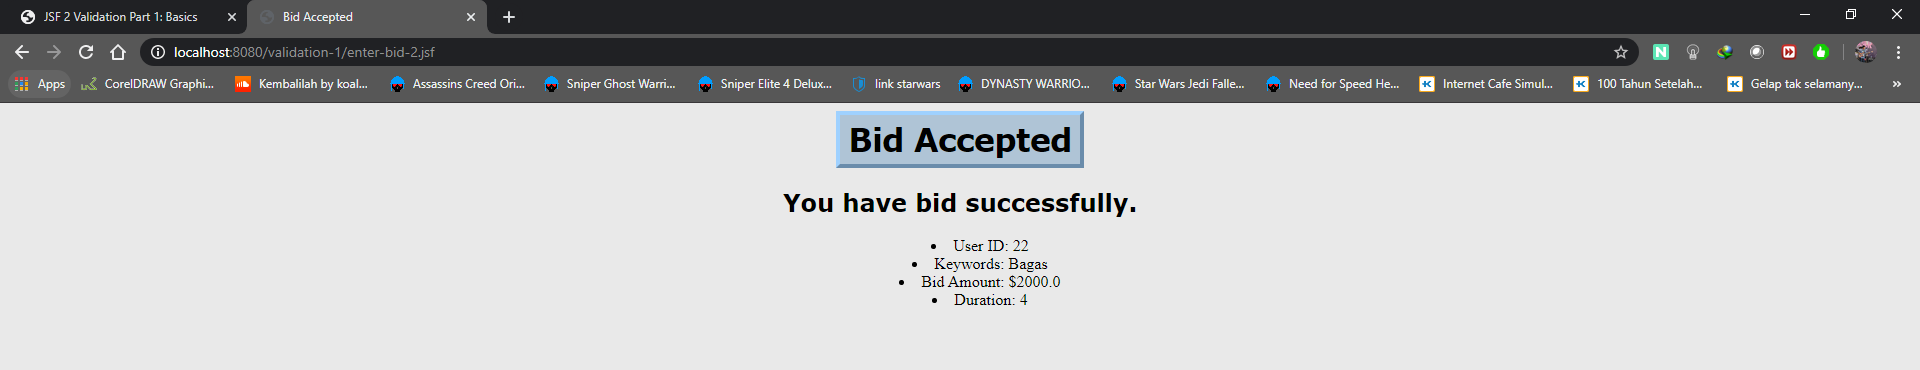 JSF 2 Validation Part 1: Basics
Bid Accepted
localhost:8080/validation-1/enter-bid-2.jsf
Apps
CorelDRAW Graphi...
Kembalilah by koal...
Assassins Creed Ori...
Sniper Ghost Warri...
Sniper Elite 4 Delux...
link starwars
DYNASTY WARRIO...
Star Wars Jedi Falle...
Need for Speed He...
Internet Cafe Simul...
100 Tahun Setelah...
Gelap tak selamany...
»
Bid Accepted
You have bid successfully.
• User ID: 22
• Keywords: Bagas
• Bid Amount: $2000.0
• Duration: 4